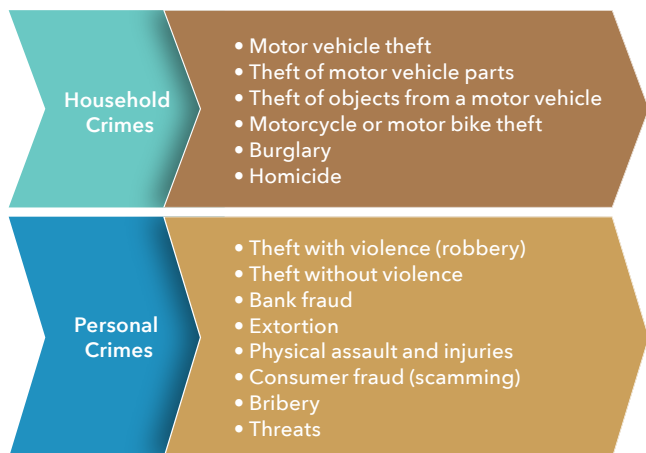 Household
Crimes
• Motor vehicle theft
• Theft of motor vehicle parts
• Theft of objects from a motor vehicle
• Motorcycle or motor bike theft
• Burglary
• Homicide
Personal
Crimes
• Theft with violence (robbery)
• Theft without violence
• Bank fraud
• Extortion
• Physical assault and injuries
• Consumer fraud (scamming)
• Bribery
• Threats